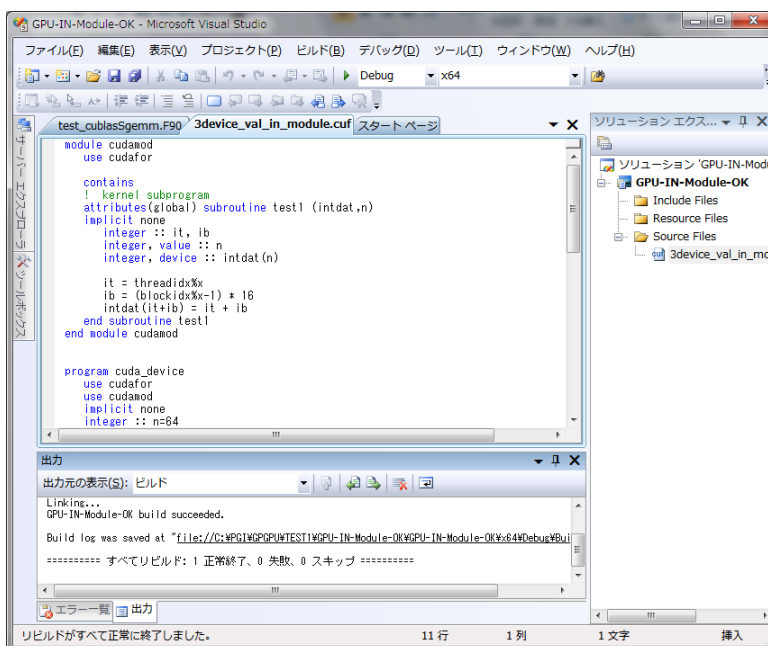 GPU-IN-Module-OK - Microsoft Visual Studio
ファイル(F) 編集(E) 表示(V) プロジェクト(P) ビルド(B) デバッグ(D) ツール(T) ウィンドウ(W) ヘルプ(H)
Debug x64
test_cublasSgemm.F90 3device_val_in_module.cuf スタート ページ
サーバー エクスプローラ
ツールボックス
module cudamod
use cudafor
contains
! kernel subprogram
attributes(global) subroutine test1 (intdat,n)
implicit none
integer :: it, ib
integer, value :: n
integer, device :: intdat(n)
it = threadidx%x
ib = (blockidx%x-1) * 16
intdat(it+ib) = it + ib
end subroutine test1
end module cudamod
program cuda_device
use cudafor
use cudamod
implicit none
integer :: n=64
ソリューション エクス...
ソリューション 'GPU-IN-Modu
GPU-IN-Module-OK
Include Files
Resource Files
Source Files
3device_val_in_mo
出力
出力元の表示(S): ビルド
Linking...
GPU-IN-Module-OK build succeeded.
Build log was saved at "file://C:¥PGI¥GPGPU¥TEST1¥GPU-IN-Module-OK¥GPU-IN-Module-OK¥x64¥Debug¥Bui
========== すべてリビルド: 1 正常終了、0 失敗、0 スキップ ==========
エラー一覧 出力
リビルドがすべて正常に終了しました。 11 行 1 列 1 文字 挿入